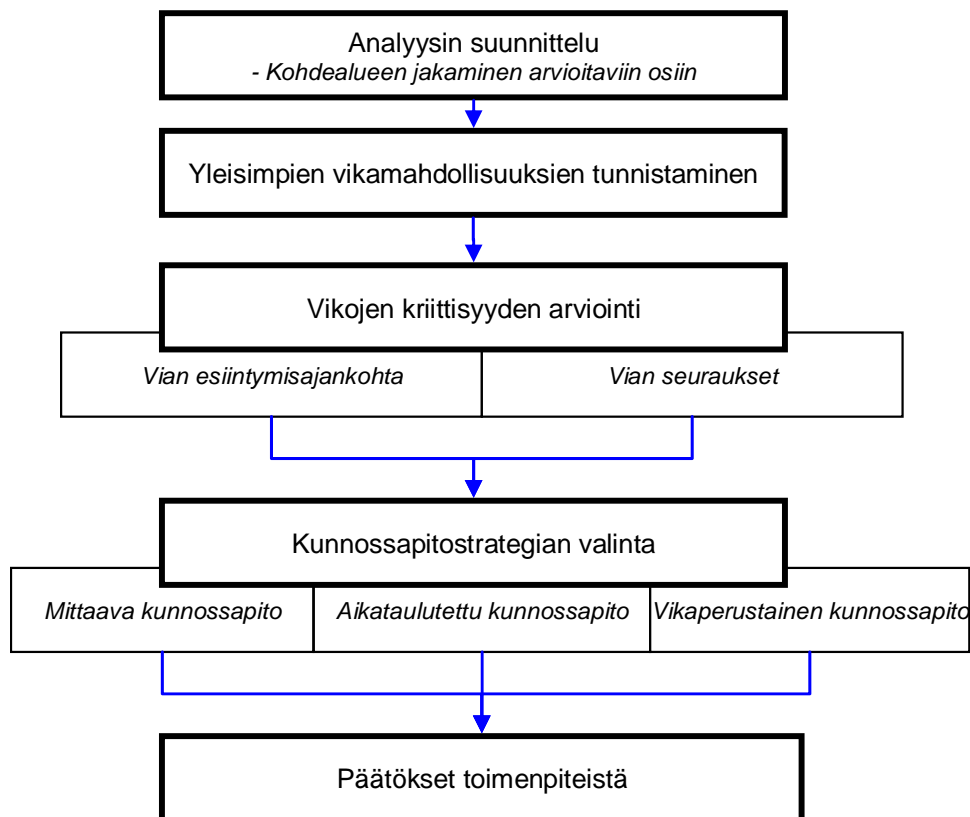 Analyysin suunnittelu
- Kohdealueen jakaminen arvioitaviin osiin
Yleisimpien vikamahdollisuuksien tunnistaminen
Vikojen kriittisyyden arviointi
Vian esiintymisajankohta
Vian seuraukset
Kunnossapitostrategian valinta
Mittaava kunnossapito
Aikataulutettu kunnossapito
Vikaperustainen kunnossapito
Päätökset toimenpiteistä